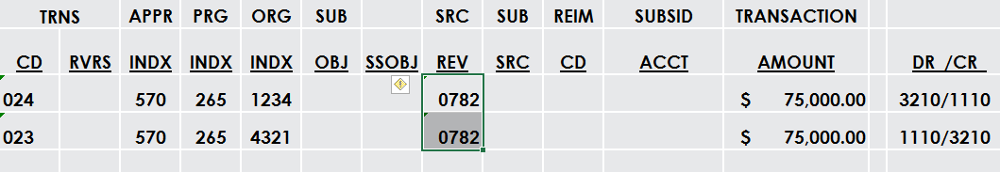 TRNS APPR PRG ORG SUB SRC SUB REIM SUBSID TRANSACTION
CD RVRS INDX INDX INDX OBJ SSOBJ REV SRC CD ACCT AMOUNT DR /CR
024 570 265 1234 0782 $ 75,000.00 3210/1110
023 570 265 4321 0782 $ 75,000.00 1110/3210